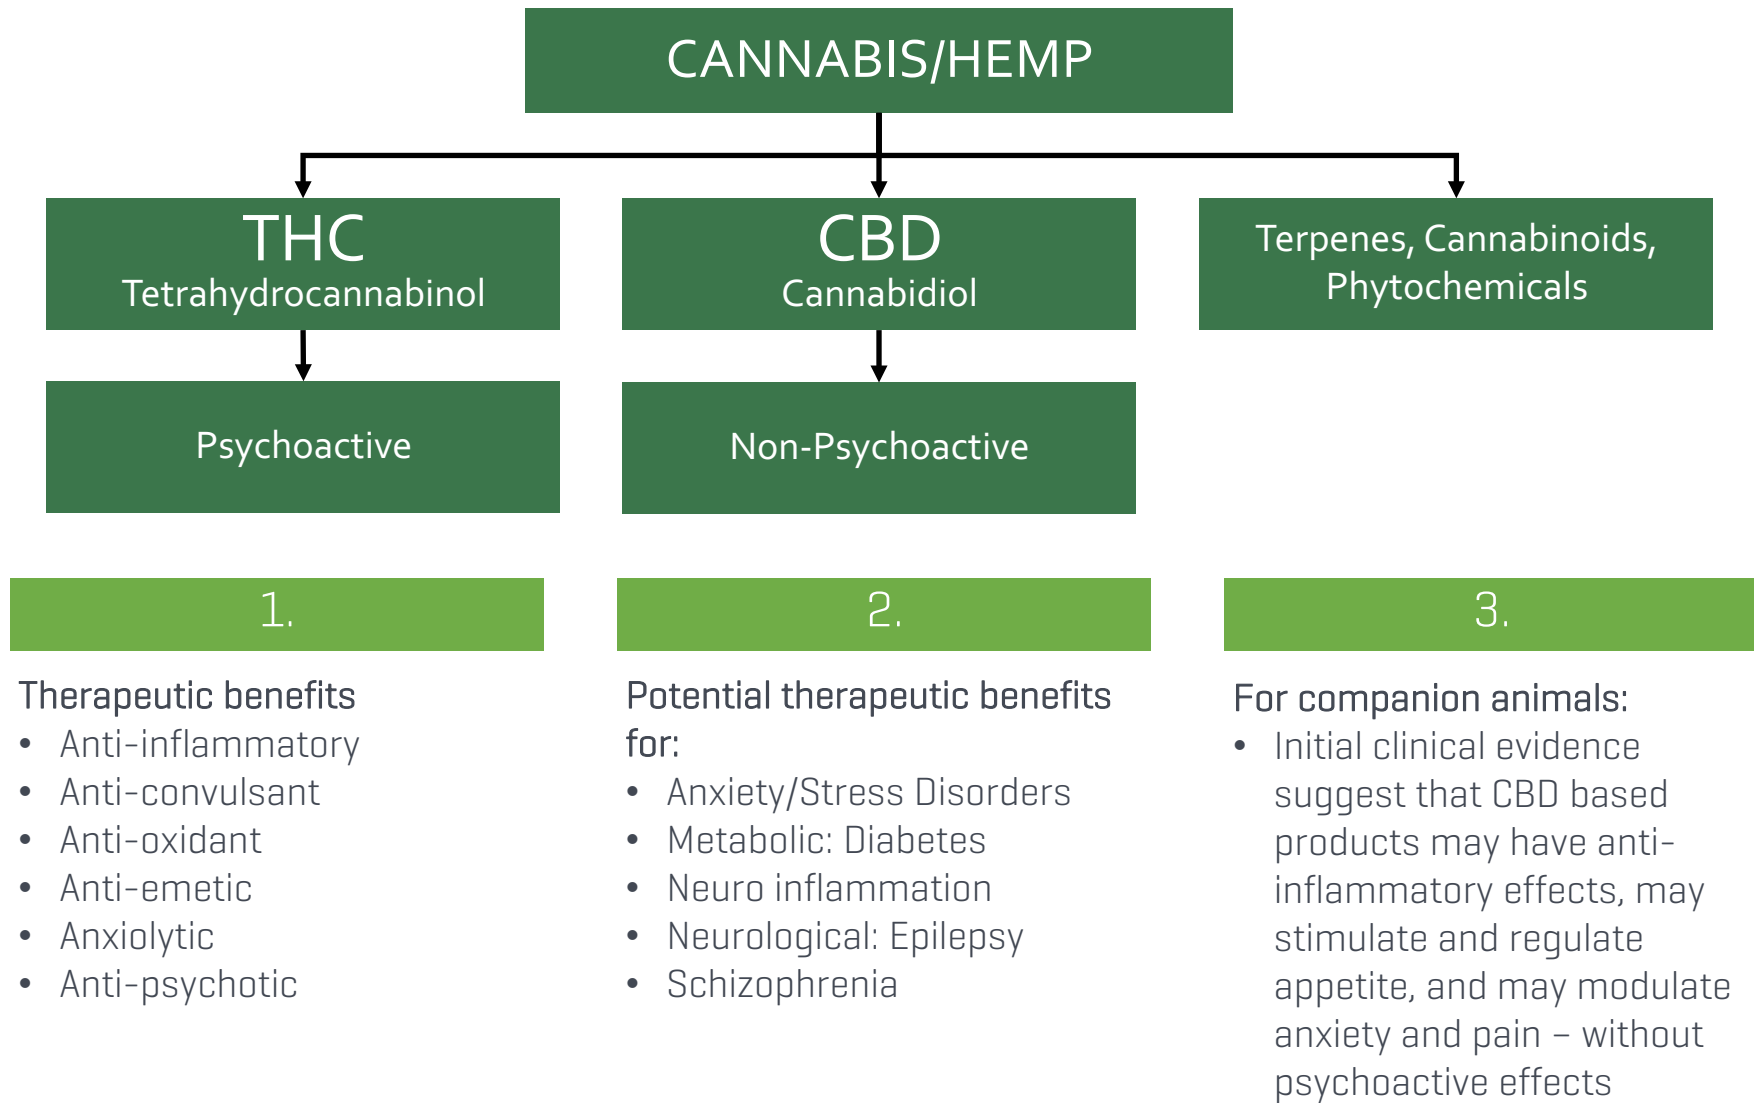 CANNABIS/HEMP
THC
Tetrahydrocannabinol
CBD
Cannabidiol
Terpenes, Cannabinoids,
Phytochemicals
Psychoactive
Non-Psychoactive
1.
Therapeutic benefits
• Anti-inflammatory
• Anti-convulsant
• Anti-oxidant
• Anti-emetic
• Anxiolytic
• Anti-psychotic
2.
Potential therapeutic benefits
for:
• Anxiety/Stress Disorders
• Metabolic: Diabetes
• Neuro inflammation
• Neurological: Epilepsy
• Schizophrenia
3.
For companion animals:
• Initial clinical evidence
suggest that CBD based
products may have anti-
inflammatory effects, may
stimulate and regulate
appetite, and may modulate
anxiety and pain – without
psychoactive effects